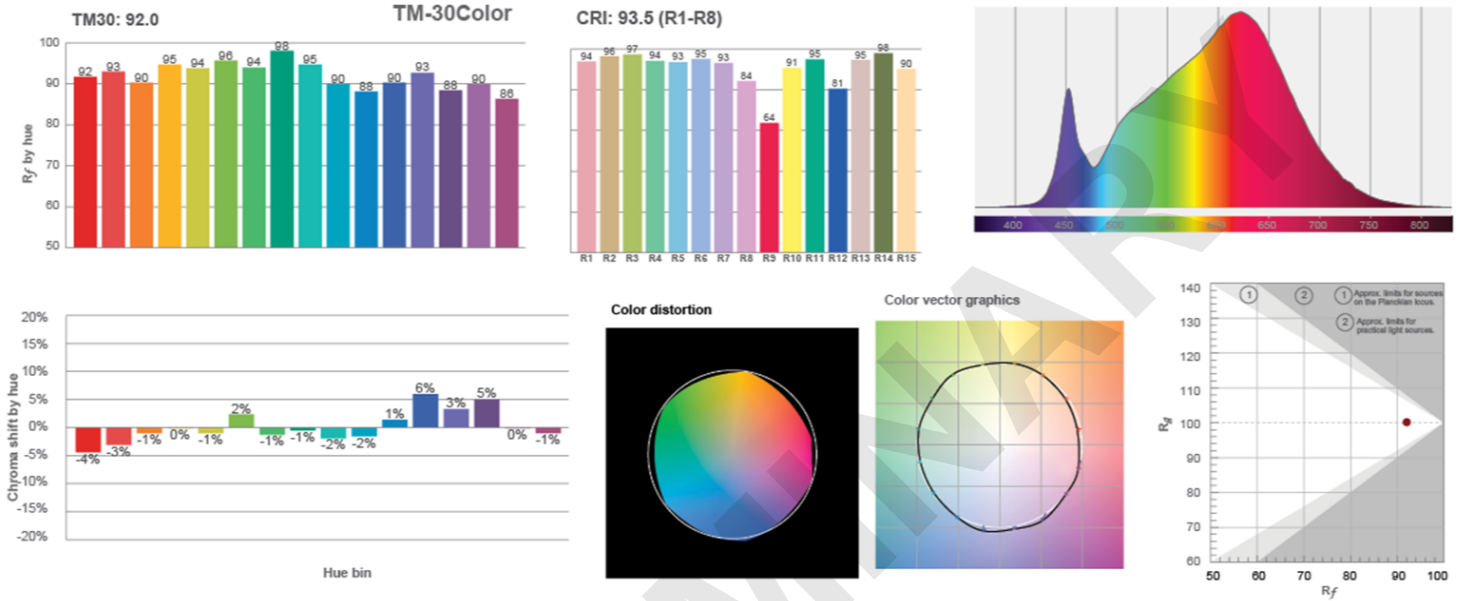 TM30: 92.0
TM-30Color
100
90
80
70
60
50
Rf by hue
92 93 90 95 94 96 94 98 95 90 88 90 93 88 90 86
CRI: 93.5 (R1-R8)
94 96 97 94 93 95 93 84 64 91 95 81 95 98 90
R1 R2 R3 R4 R5 R6 R7 R8 R9 R10 R11 R12 R13 R14 R15
400 450 600 650 700 750 800
20%
15%
10%
5%
0%
-5%
-10%
-15%
-20%
Chroma shift by hue
-4% -3% -1% 0% -1% 2% -1% -1% -2% -2% 1% 6% 3% 5% 0% -1%
Hue bin
Color distortion
Color vector graphics
140
130
120
110
100
90
80
70
60
Rg
1 2
1 Approx. limits for sources
on the Planckian locus.
2 Approx. limits for
practical light sources.
50 60 70 80 90 100
Rf